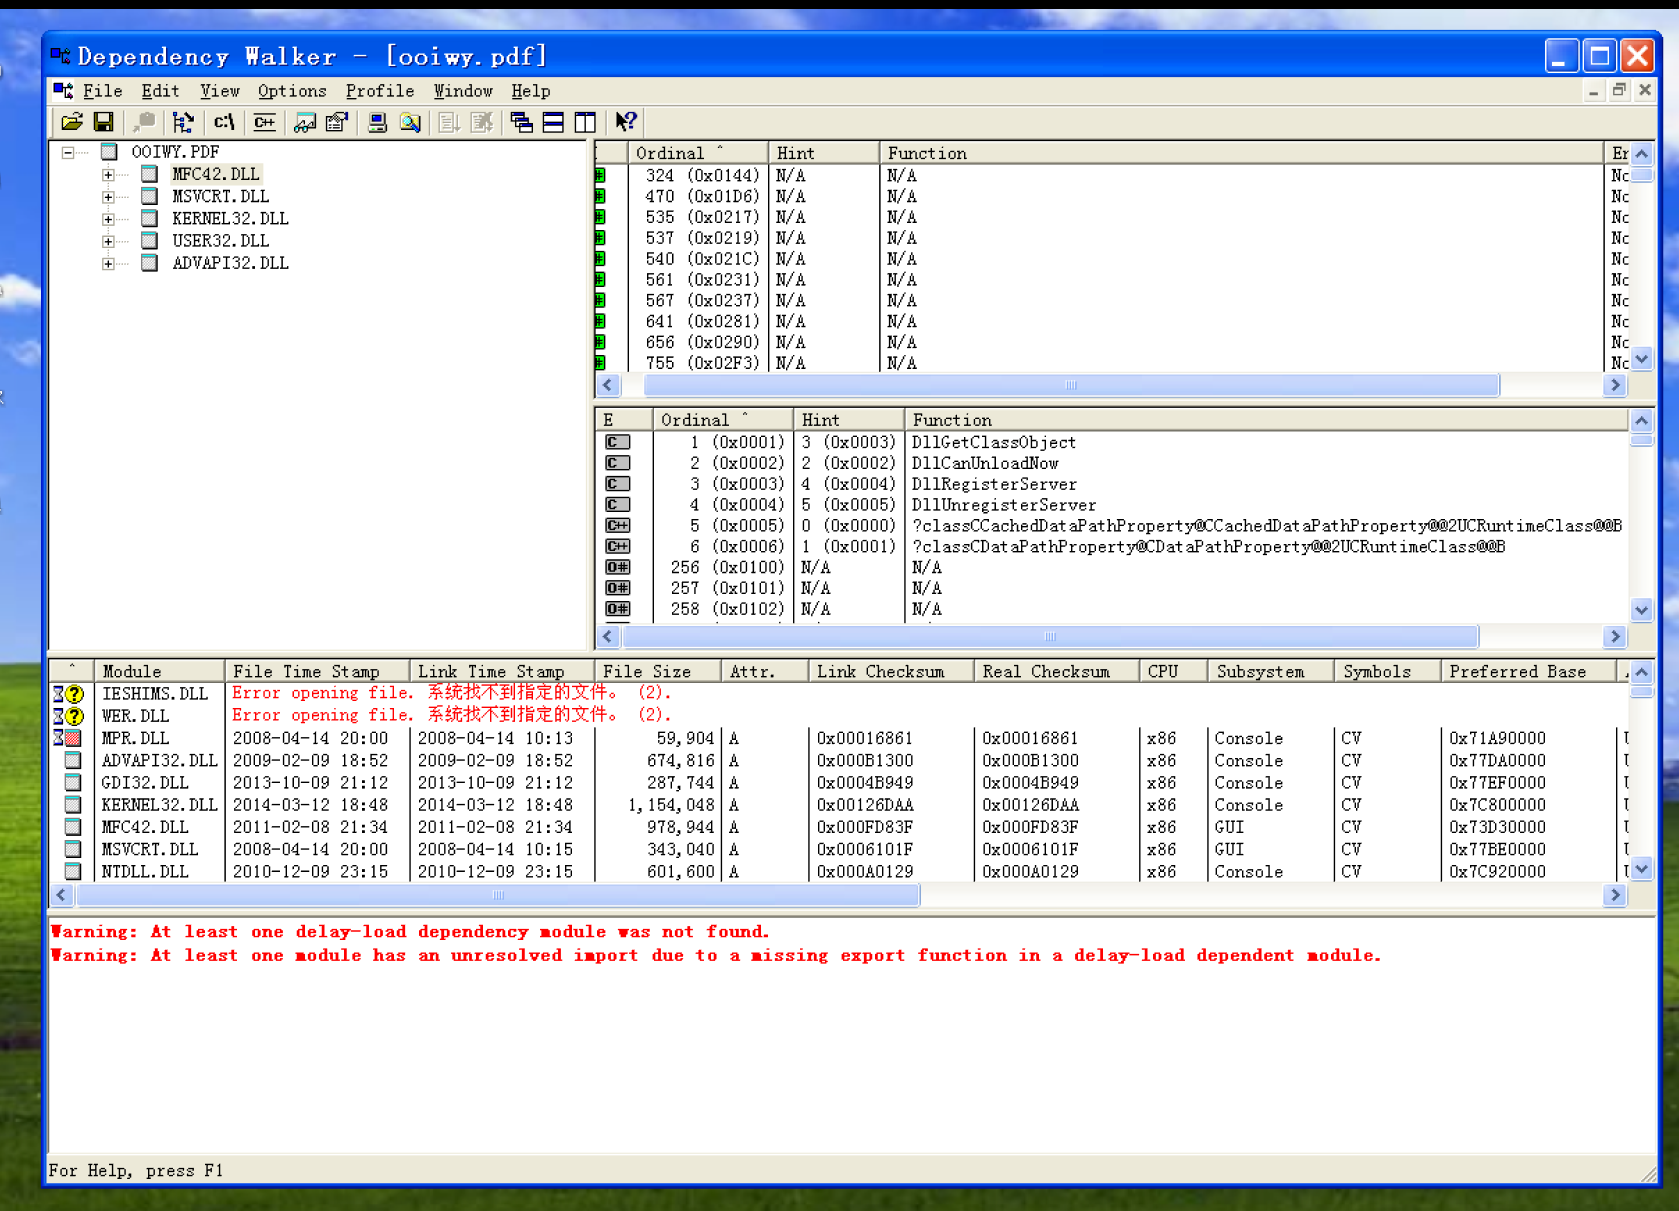 Dependency Walker - [ooiwy.pdf]
File Edit View Options Profile Window Help
OOIWY.PDF
MFC42.DLL
MSVCRT.DLL
KERNEL32.DLL
USER32.DLL
ADVAPI32.DLL
Ordinal ^ Hint Function Er
324 (0x0144) N/A N/A No
470 (0x01D6) N/A N/A No
535 (0x0217) N/A N/A No
537 (0x0219) N/A N/A No
540 (0x021C) N/A N/A No
561 (0x0231) N/A N/A No
567 (0x0237) N/A N/A No
641 (0x0281) N/A N/A No
656 (0x0290) N/A N/A No
755 (0x02F3) N/A N/A No
E Ordinal ^ Hint Function
C 1 (0x0001) 3 (0x0003) DllGetClassObject
C 2 (0x0002) 2 (0x0002) DllCanUnloadNow
C 3 (0x0003) 4 (0x0004) DllRegisterServer
C 4 (0x0004) 5 (0x0005) DllUnregisterServer
C++ 5 (0x0005) 0 (0x0000) ?classCCachedDataPathProperty@CCachedDataPathProperty@@2UCRuntimeClass@@B
C++ 6 (0x0006) 1 (0x0001) ?classCDataPathProperty@CDataPathProperty@@2UCRuntimeClass@@B
O# 256 (0x0100) N/A N/A
O# 257 (0x0101) N/A N/A
O# 258 (0x0102) N/A N/A
^ Module File Time Stamp Link Time Stamp File Size Attr. Link Checksum Real Checksum CPU Subsystem Symbols Preferred Base
IESHIMS.DLL Error opening file. 系统找不到指定的文件。 (2).
WER.DLL Error opening file. 系统找不到指定的文件。 (2).
MPR.DLL 2008-04-14 20:00 2008-04-14 10:13 59,904 A 0x00016861 0x00016861 x86 Console CV 0x71A90000
ADVAPI32.DLL 2009-02-09 18:52 2009-02-09 18:52 674,816 A 0x000B1300 0x000B1300 x86 Console CV 0x77DA0000
GDI32.DLL 2013-10-09 21:12 2013-10-09 21:12 287,744 A 0x0004B949 0x0004B949 x86 Console CV 0x77EF0000
KERNEL32.DLL 2014-03-12 18:48 2014-03-12 18:48 1,154,048 A 0x00126DAA 0x00126DAA x86 Console CV 0x7C800000
MFC42.DLL 2011-02-08 21:34 2011-02-08 21:34 978,944 A 0x000FD83F 0x000FD83F x86 GUI CV 0x73D30000
MSVCRT.DLL 2008-04-14 20:00 2008-04-14 10:15 343,040 A 0x0006101F 0x0006101F x86 GUI CV 0x77BE0000
NTDLL.DLL 2010-12-09 23:15 2010-12-09 23:15 601,600 A 0x000A0129 0x000A0129 x86 Console CV 0x7C920000
Warning: At least one delay-load dependency module was not found.
Warning: At least one module has an unresolved import due to a missing export function in a delay-load dependent module.
For Help, press F1